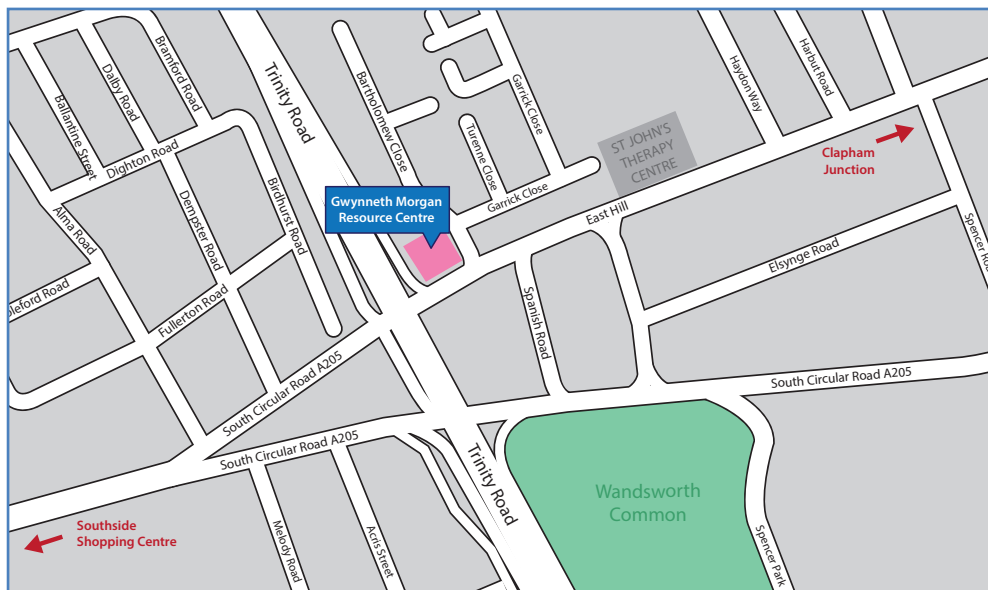 Bramford Road
Dalby Road
Ballantine Street
Dighton Road
Trinity Road
Bartholomew Close
Garrick Close
Turenne Close
Haydon Way
Harbut Road
ST JOHN'S
THERAPY
CENTRE
Clapham
Junction
Gwynneth Morgan
Resource Centre
Garrick Close
East Hill
Birdhurst Road
Dempster Road
Alma Road
Elsynge Road
Spencer Roa
bleford Road
Fullerton Road
Spanish Road
South Circular Road A205
South Circular Road A205
South Circular Road A205
Trinity Road
Wandsworth
Common
Southside
Shopping Centre
Melody Road
Acris Street
Spencer Park